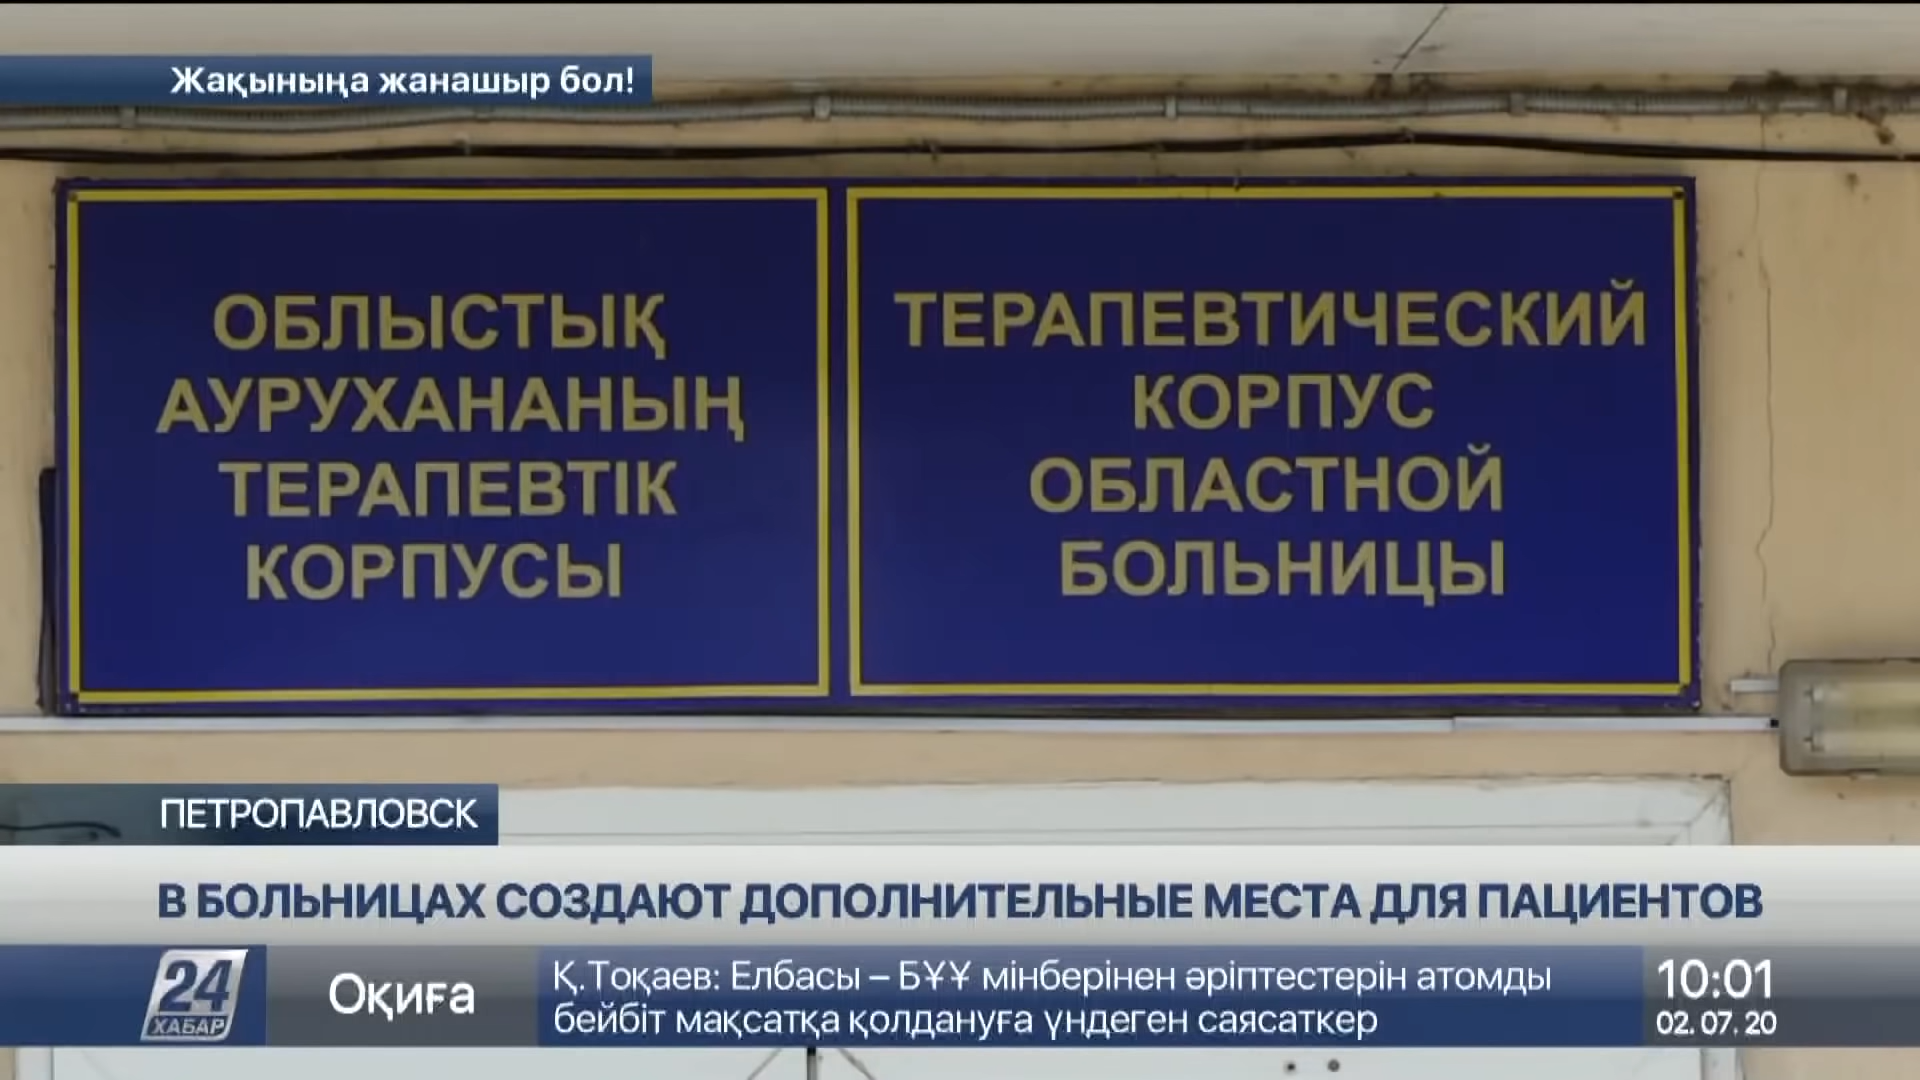 Жақыныңа жанашыр бол!
ОБЛЫСТЫҚ
АУРУХАНАНЫҢ
ТЕРАПЕВТІК
КОРПУСЫ
ТЕРАПЕВТИЧЕСКИЙ
КОРПУС
ОБЛАСТНОЙ
БОЛЬНИЦЫ
ПЕТРОПАВЛОВСК
В БОЛЬНИЦАХ СОЗДАЮТ ДОПОЛНИТЕЛЬНЫЕ МЕСТА ДЛЯ ПАЦИЕНТОВ
24
ХАБАР
Оқиға
Қ.Тоқаев: Елбасы – БҰҰ мінберінен әріптестерін атомды
бейбіт мақсатқа қолдануға үндеген саясаткер
10:01
02. 07. 20